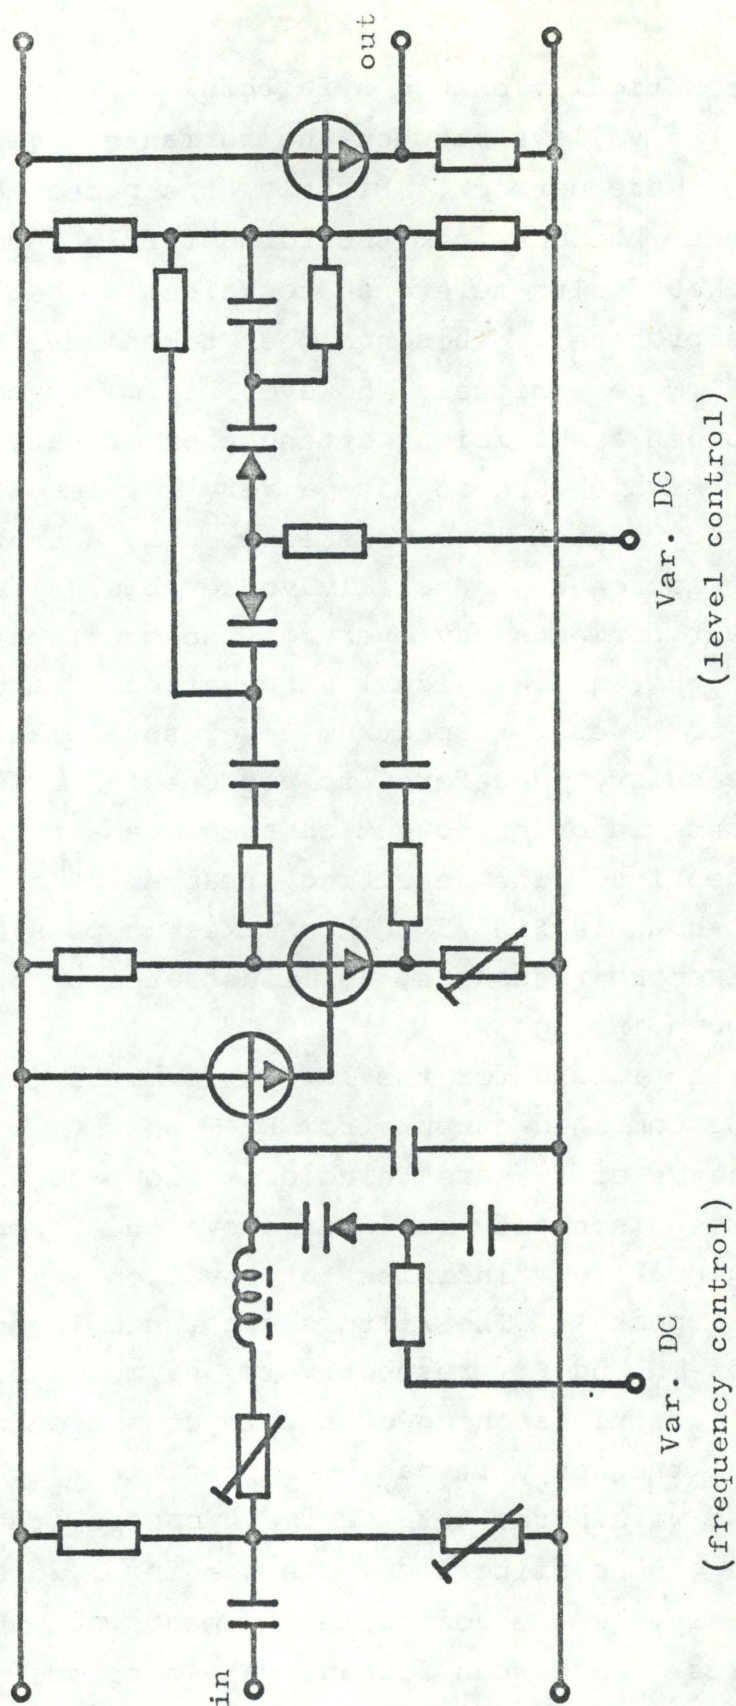 in
out
Var. DC
(frequency control)
Var. DC
(level control)